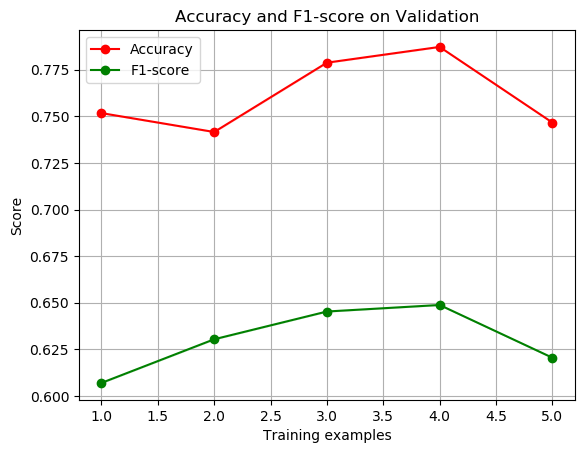 Accuracy and F1-score on Validation
Accuracy
F1-score
0.775
0.750
0.725
0.700
0.675
0.650
0.625
0.600
Score
1.0 1.5 2.0 2.5 3.0 3.5 4.0 4.5 5.0
Training examples